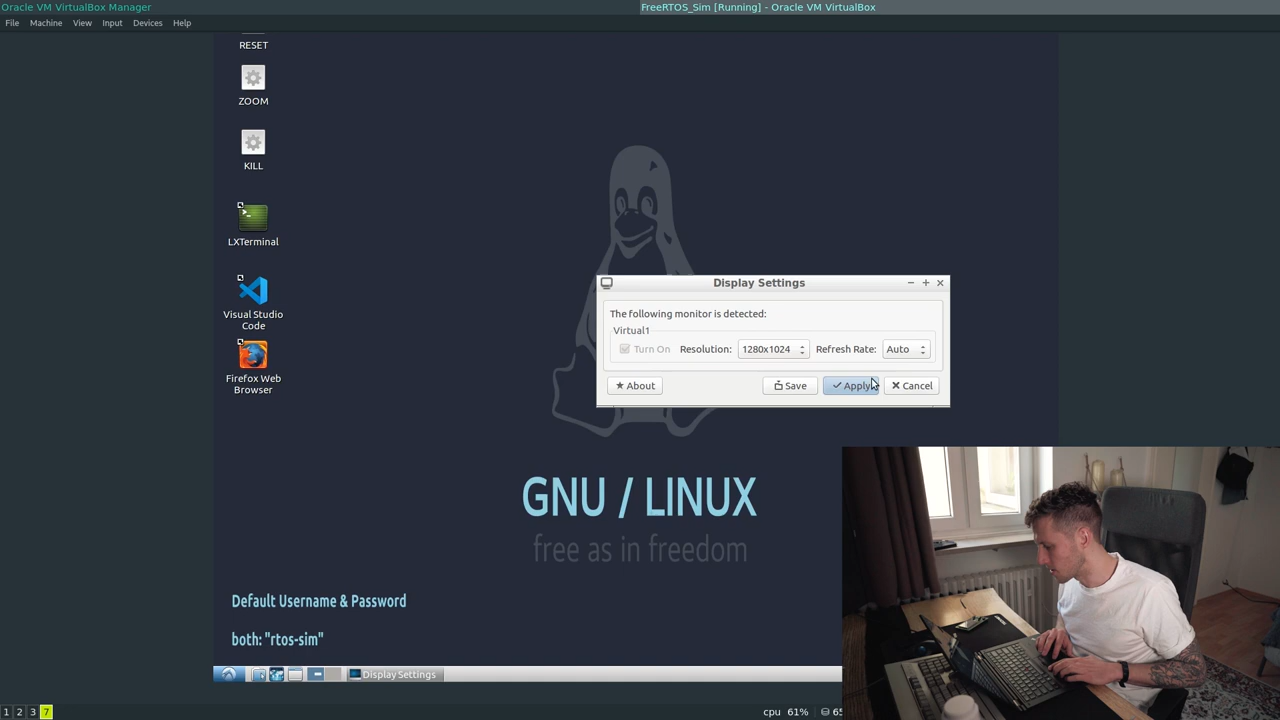 Oracle VM VirtualBox Manager
FreeRTOS_Sim [Running] - Oracle VM VirtualBox
File Machine View Input Devices Help
RESET
ZOOM
KILL
LXTerminal
Visual Studio
Code
Firefox Web
Browser
Display Settings
The following monitor is detected:
Virtual1
Turn On Resolution: 1280x1024 Refresh Rate: Auto
About Save Apply Cancel
GNU / LINUX
free as in freedom
Default Username & Password
both: "rtos-sim"
Display Settings
1 2 3 7
cpu 61%